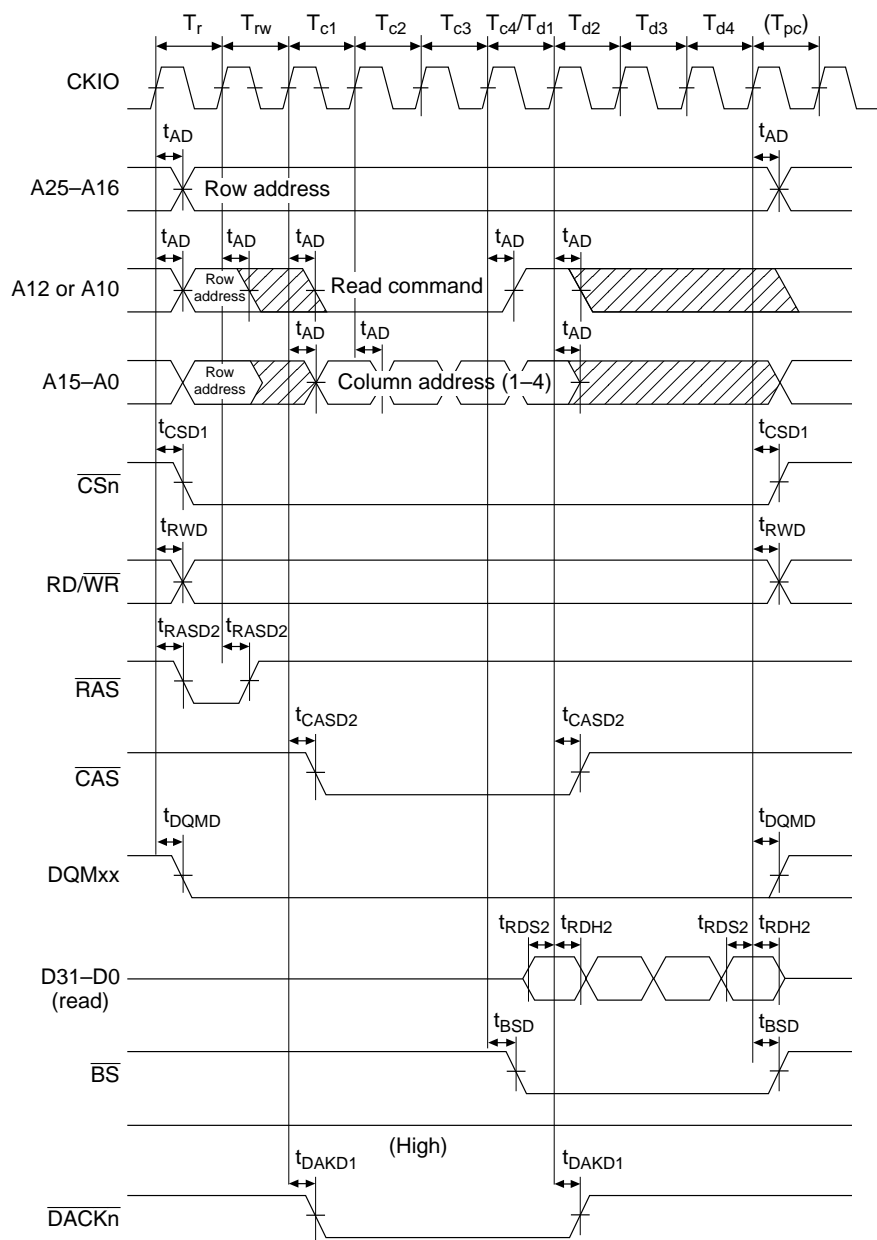 Tr Trw Tc1 Tc2 Tc3 Tc4/Td1 Td2 Td3 Td4 (Tpc)
CKIO
tAD tAD
A25–A16 Row address
tAD tAD tAD tAD tAD
A12 or A10 Row address Read command
tAD tAD tAD
A15–A0 Row address Column address (1–4)
tCSD1 tCSD1
CSn
tRWD tRWD
RD/WR
tRASD2 tRASD2
RAS
tCASD2 tCASD2
CAS
tDQMD tDQMD
DQMxx
tRDS2 tRDH2 tRDS2 tRDH2
D31–D0
(read)
tBSD tBSD
BS
(High)
tDAKD1 tDAKD1
DACKn